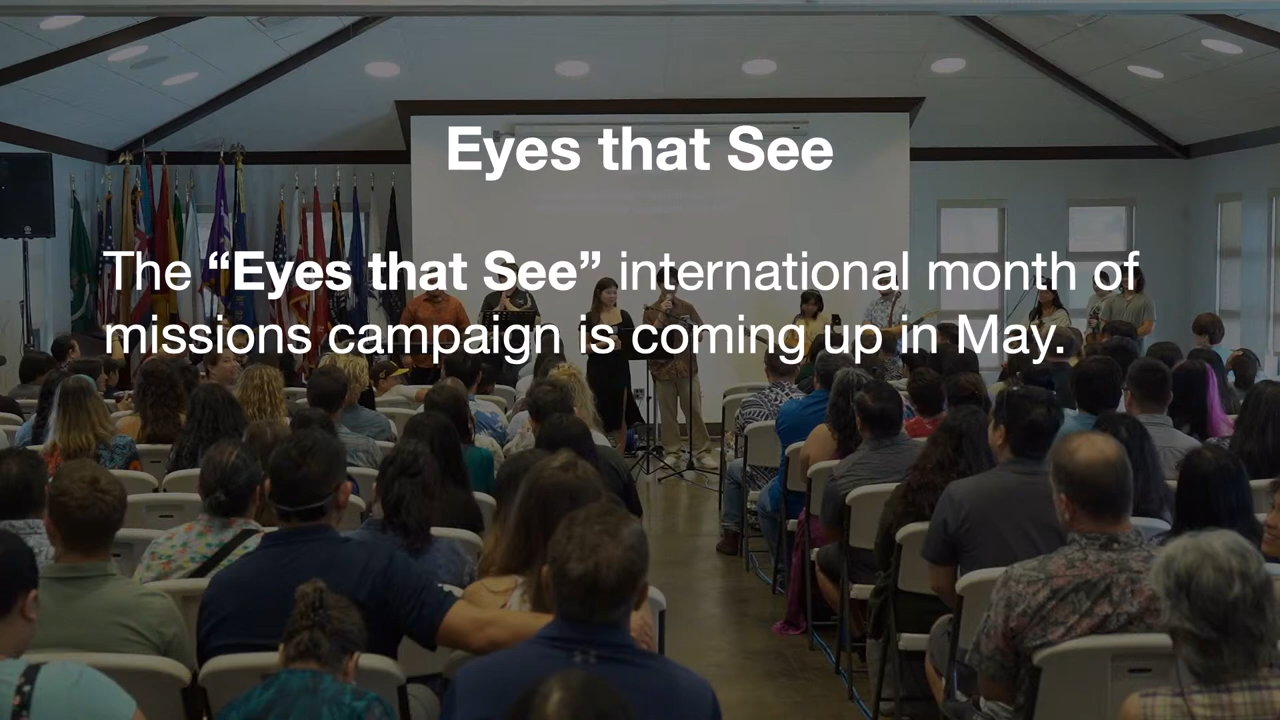 Eyes that See
The “Eyes that See” international month of
missions campaign is coming up in May.